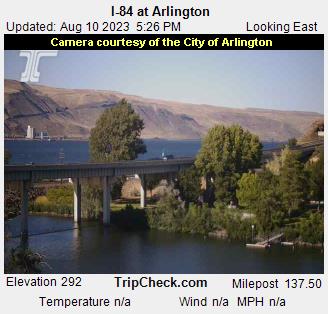 I-84 at Arlington
Updated: Aug 10 2023 5:26 PM Looking East
Camera courtesy of the City of Arlington
Elevation 292 TripCheck.com Milepost 137.50
Temperature n/a Wind n/a MPH n/a